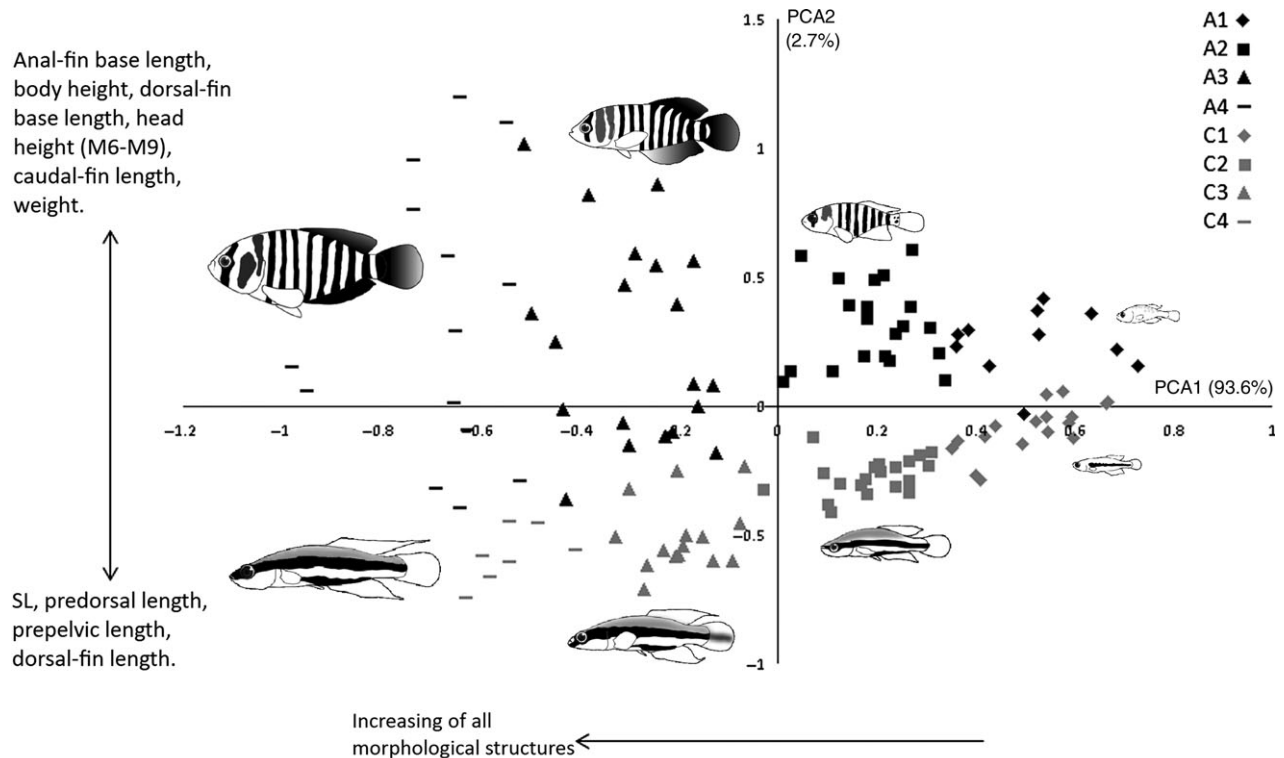 Anal-fin base length,
body height, dorsal-fin
base length, head
height (M6-M9),
caudal-fin length,
weight.
SL, predorsal length,
prepelvic length,
dorsal-fin length.
PCA2
(2.7%)
1.5
1
0.5
0
−0.5
−1
-1.2
-1
-0.8
-0.6
-0.4
-0.2
0
0.2
0.4
0.6
0.8
1
PCA1 (93.6%)
A1
A2
A3
A4
C1
C2
C3
C4
Increasing of all
morphological structures